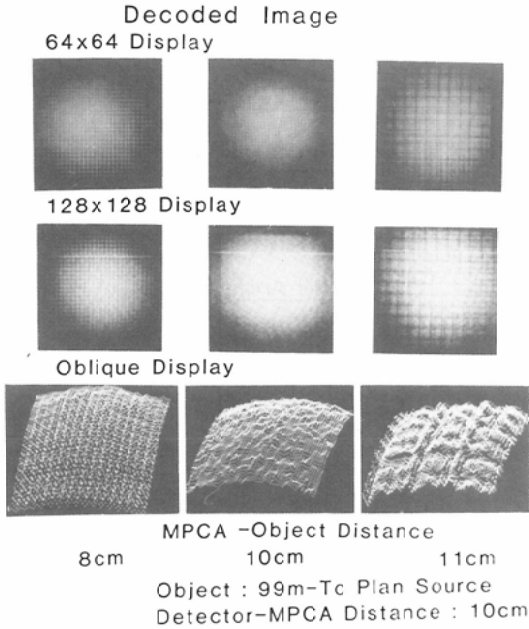 Decoded Image
64x64 Display
128x128 Display
Oblique Display
MPCA -Object Distance
8cm 10cm 11cm
Object : 99m-Tc Plan Source
Detector-MPCA Distance : 10cm